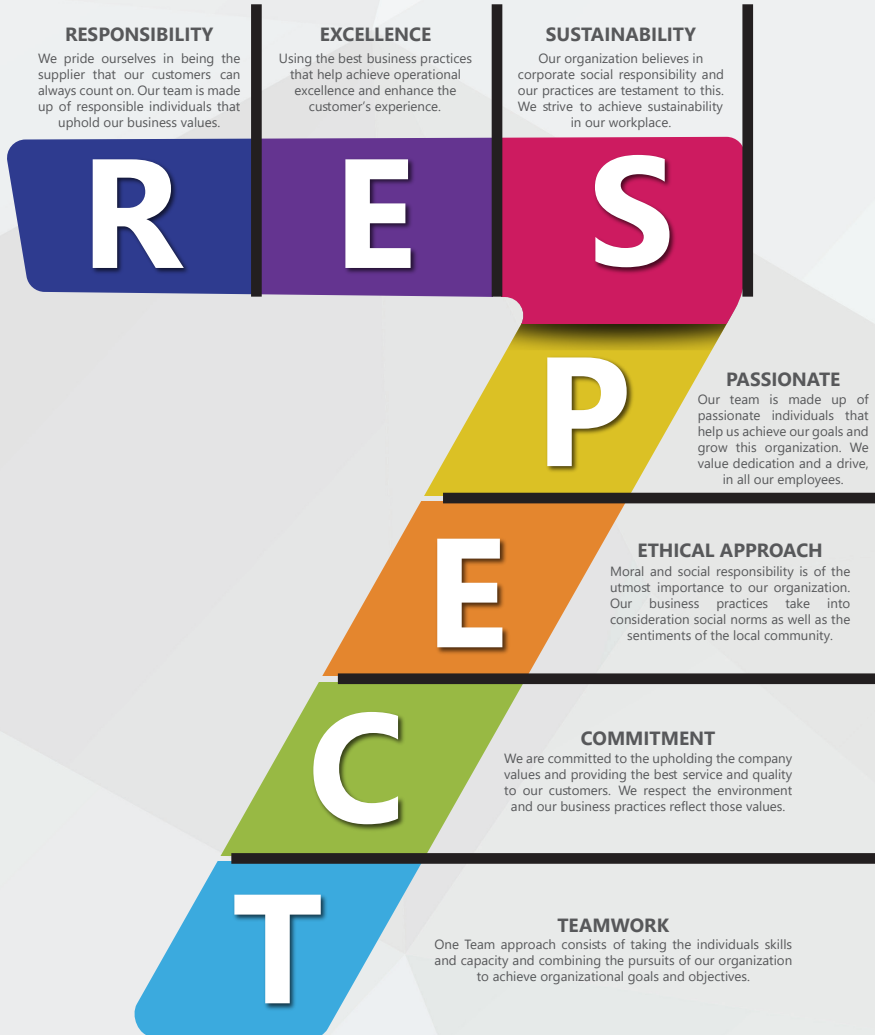 RESPONSIBILITY
We pride ourselves in being the
supplier that our customers can
always count on. Our team is made
up of responsible individuals that
uphold our business values.
EXCELLENCE
Using the best business practices
that help achieve operational
excellence and enhance the
customer's experience.
SUSTAINABILITY
Our organization believes in
corporate social responsibility and
our practices are testament to this.
We strive to achieve sustainability
in our workplace.
R E S
P
PASSIONATE
Our team is made up of
passionate individuals that
help us achieve our goals and
grow this organization. We
value dedication and a drive,
in all our employees.
E
ETHICAL APPROACH
Moral and social responsibility is of the
utmost importance to our organization.
Our business practices take into
consideration social norms as well as the
sentiments of the local community.
C
COMMITMENT
We are committed to the upholding the company
values and providing the best service and quality
to our customers. We respect the environment
and our business practices reflect those values.
T
TEAMWORK
One Team approach consists of taking the individuals skills
and capacity and combining the pursuits of our organization
to achieve organizational goals and objectives.